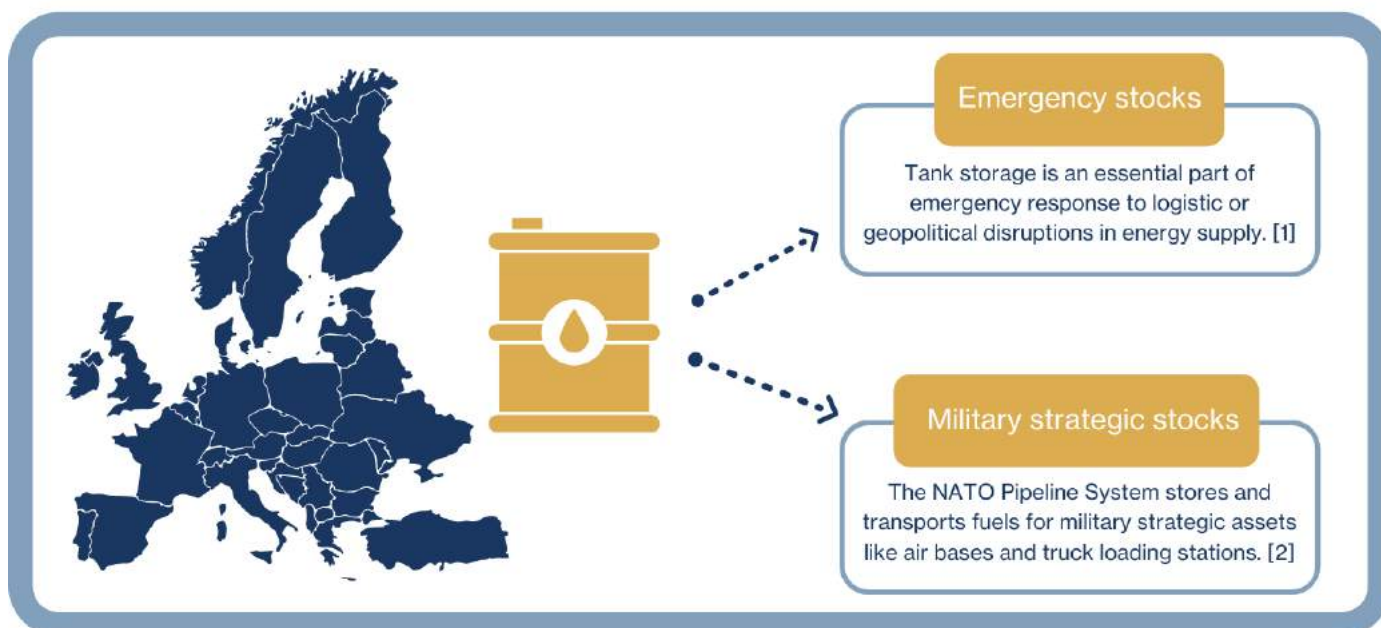 Emergency stocks
Tank storage is an essential part of
emergency response to logistic or
geopolitical disruptions in energy supply. [1]
Military strategic stocks
The NATO Pipeline System stores and
transports fuels for military strategic assets
like air bases and truck loading stations. [2]